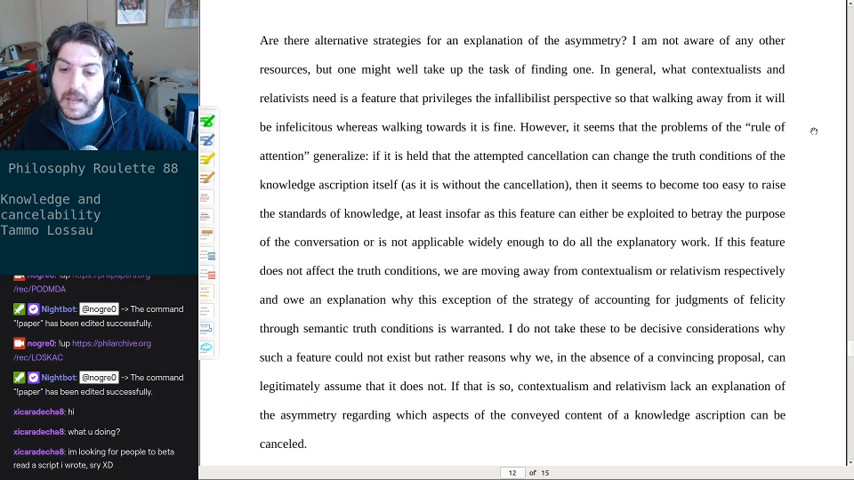 Are there alternative strategies for an explanation of the asymmetry? I am not aware of any other
resources, but one might well take up the task of finding one. In general, what contextualists and
relativists need is a feature that privileges the infallibilist perspective so that walking away from it will
be infelicitous whereas walking towards it is fine. However, it seems that the problems of the “rule of
attention” generalize: if it is held that the attempted cancellation can change the truth conditions of the
knowledge ascription itself (as it is without the cancellation), then it seems to become too easy to raise
the standards of knowledge, at least insofar as this feature can either be exploited to betray the purpose
of the conversation or is not applicable widely enough to do all the explanatory work. If this feature
does not affect the truth conditions, we are moving away from contextualism or relativism respectively
and owe an explanation why this exception of the strategy of accounting for judgments of felicity
through semantic truth conditions is warranted. I do not take these to be decisive considerations why
such a feature could not exist but rather reasons why we, in the absence of a convincing proposal, can
legitimately assume that it does not. If that is so, contextualism and relativism lack an explanation of
the asymmetry regarding which aspects of the conveyed content of a knowledge ascription can be
canceled.
12 of 15
Philosophy Roulette 88
Knowledge and
cancelability
Tammo Lossau
/rec/PODMDA
Nightbot: @nogre0 -> The command
"!paper" has been edited successfully.
nogre0: !up https://philarchive.org
/rec/LOSKAC
Nightbot: @nogre0 -> The command
"!paper" has been edited successfully.
xicaradecha8: hi
xicaradecha8: what u doing?
xicaradecha8: im looking for people to beta
read a script i wrote, sry XD